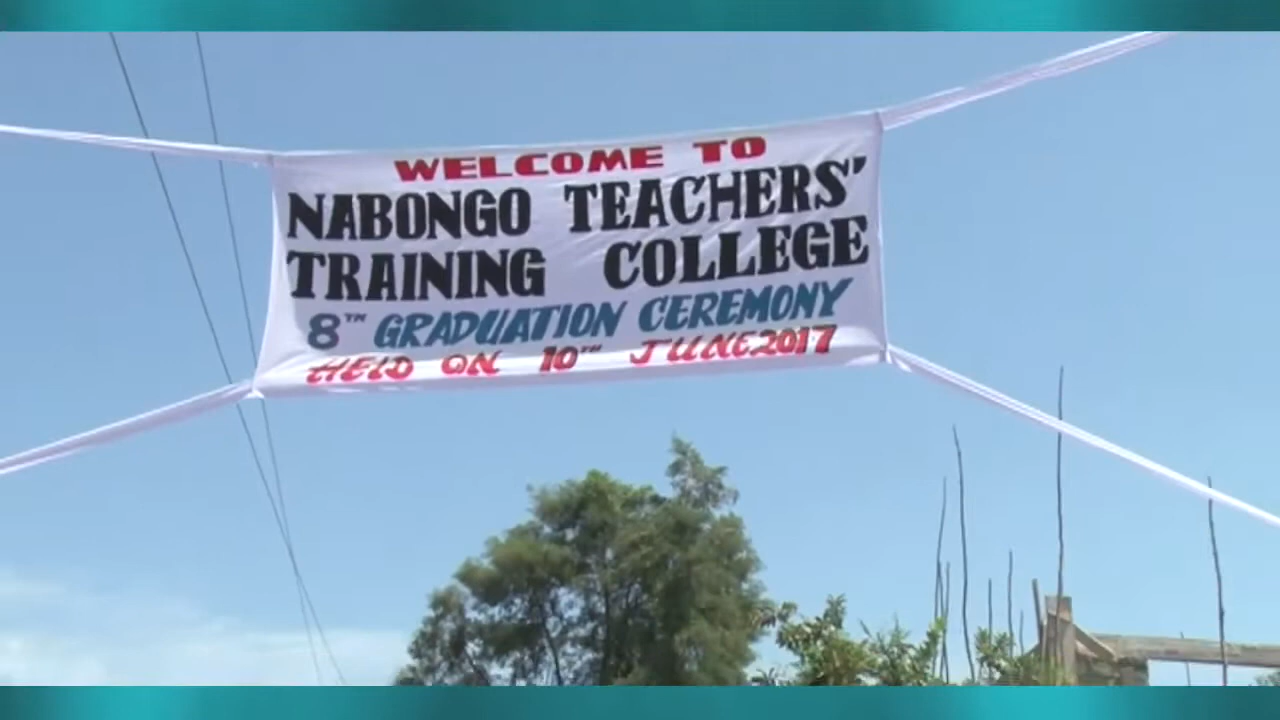 WELCOME TO
NABONGO TEACHERS'
TRAINING COLLEGE
8TH GRADUATION CEREMONY
HELD ON 10TH JUNE 2017